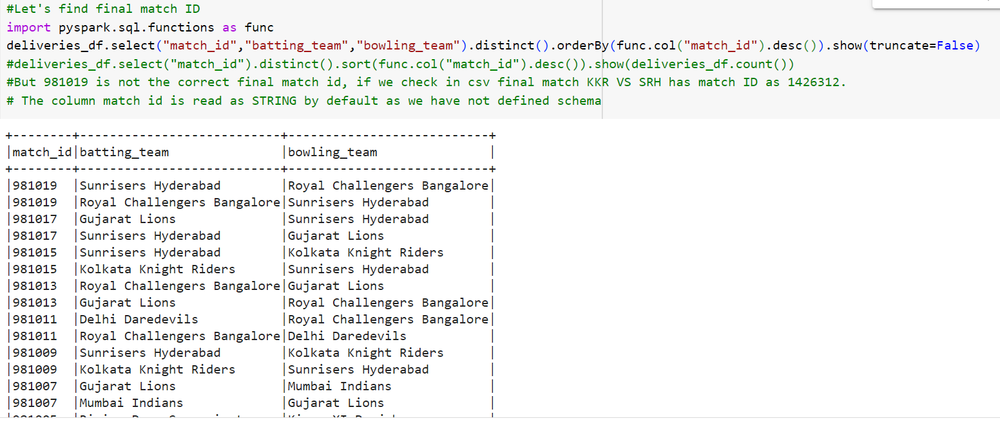 #Let's find final match ID
import pyspark.sql.functions as func
deliveries_df.select("match_id","batting_team","bowling_team").distinct().orderBy(func.col("match_id").desc()).show(truncate=False)
#deliveries_df.select("match_id").distinct().sort(func.col("match_id").desc()).show(deliveries_df.count())
#But 981019 is not the correct final match id, if we check in csv final match KKR VS SRH has match ID as 1426312.
# The column match id is read as STRING by default as we have not defined schema
+--------+---------------------------+---------------------------+
|match_id|batting_team               |bowling_team               |
+--------+---------------------------+---------------------------+
|981019  |Sunrisers Hyderabad        |Royal Challengers Bangalore|
|981019  |Royal Challengers Bangalore|Sunrisers Hyderabad        |
|981017  |Gujarat Lions              |Sunrisers Hyderabad        |
|981017  |Sunrisers Hyderabad        |Gujarat Lions              |
|981015  |Sunrisers Hyderabad        |Kolkata Knight Riders      |
|981015  |Kolkata Knight Riders      |Sunrisers Hyderabad        |
|981013  |Royal Challengers Bangalore|Gujarat Lions              |
|981013  |Gujarat Lions              |Royal Challengers Bangalore|
|981011  |Delhi Daredevils           |Royal Challengers Bangalore|
|981011  |Royal Challengers Bangalore|Delhi Daredevils           |
|981009  |Sunrisers Hyderabad        |Kolkata Knight Riders      |
|981009  |Kolkata Knight Riders      |Sunrisers Hyderabad        |
|981007  |Gujarat Lions              |Mumbai Indians             |
|981007  |Mumbai Indians             |Gujarat Lions              |